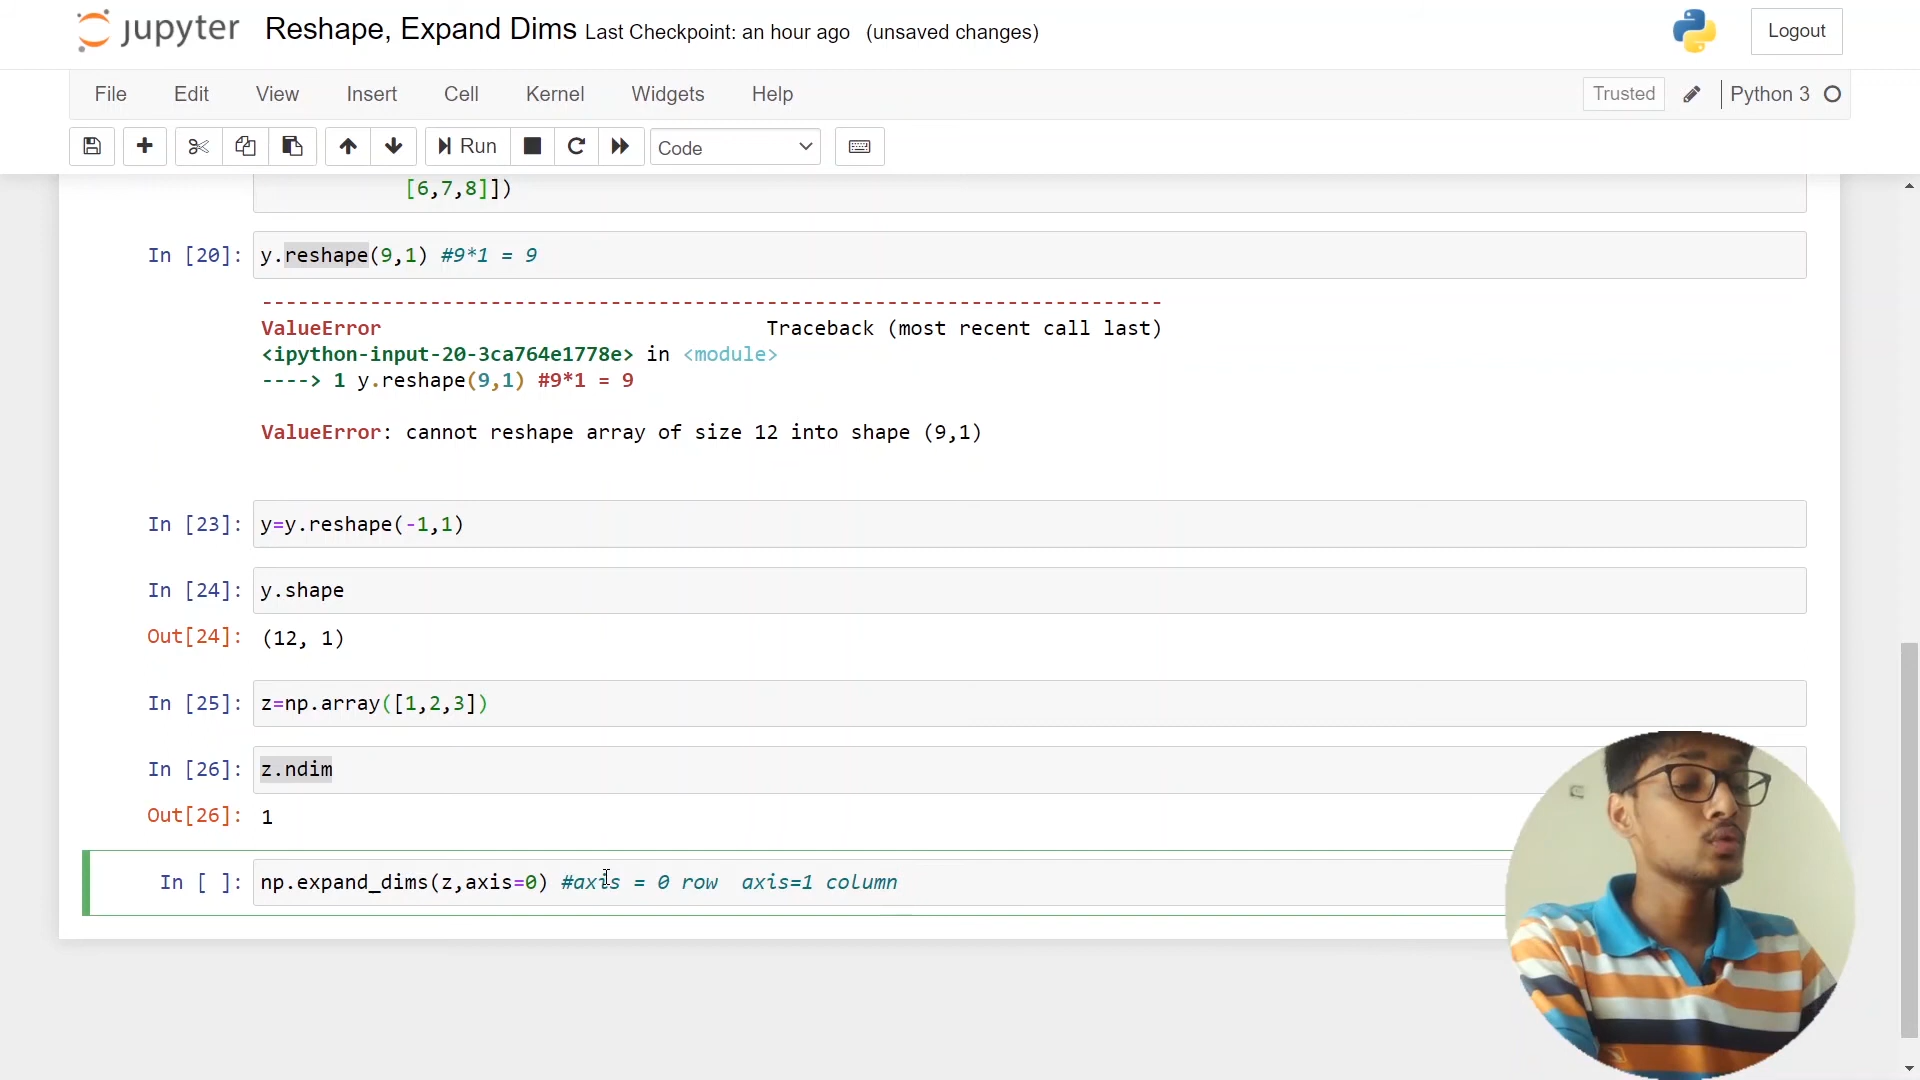 jupyter Reshape, Expand Dims Last Checkpoint: an hour ago (unsaved changes) Logout
File Edit View Insert Cell Kernel Widgets Help Trusted Python 3
Run Code
[6,7,8]])
In [20]: y.reshape(9,1) #9*1 = 9
---------------------------------------------------------------------------
ValueError Traceback (most recent call last)
<ipython-input-20-3ca764e1778e> in <module>
----> 1 y.reshape(9,1) #9*1 = 9
ValueError: cannot reshape array of size 12 into shape (9,1)
In [23]: y=y.reshape(-1,1)
In [24]: y.shape
Out[24]: (12, 1)
In [25]: z=np.array([1,2,3])
In [26]: z.ndim
Out[26]: 1
In [ ]: np.expand_dims(z,axis=0) #axis = 0 row  axis=1 column